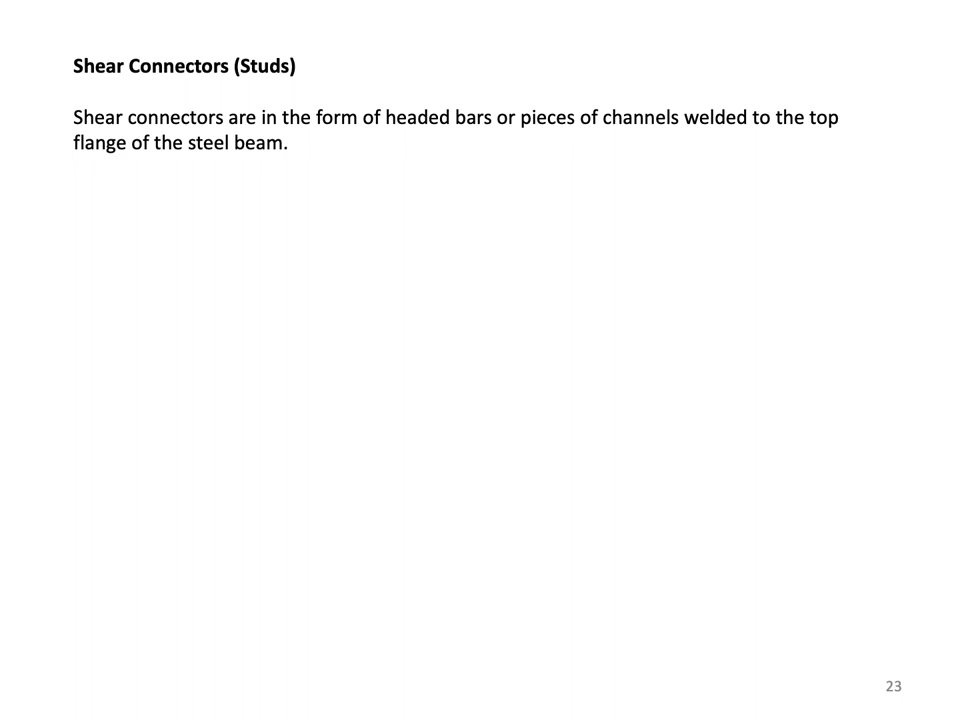 Shear Connectors (Studs)
Shear connectors are in the form of headed bars or pieces of channels welded to the top
flange of the steel beam.
23